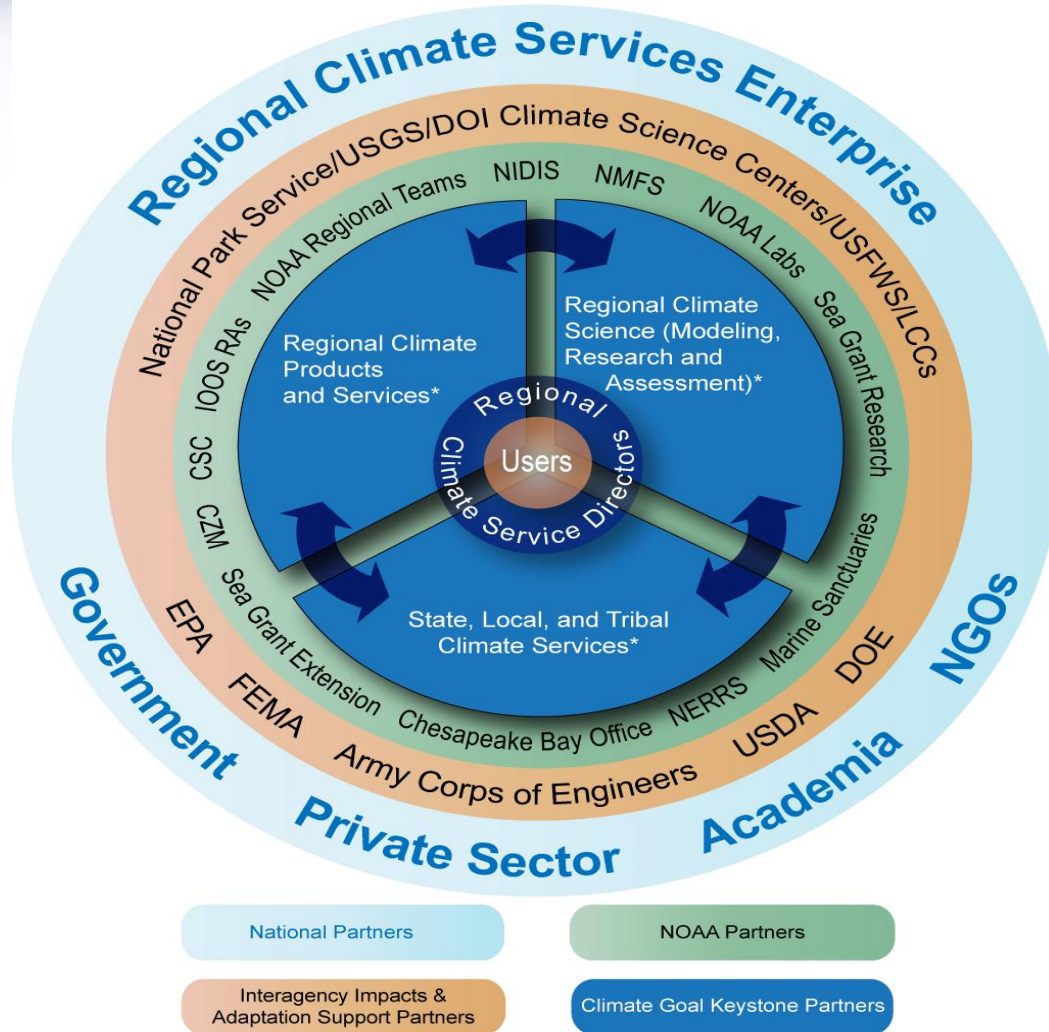 Regional Climate Services Enterprise
National Park Service/USGS/DOI Climate Science Centers/USFWS/LCCs
NOAA Regional Teams
NIDIS
NMFS
NOAA Labs
Sea Grant Research
Marine Sanctuaries
NERRS
Chesapeake Bay Office
Sea Grant Extension
CZM
CSC
IOOS RAs
Regional Climate
Products
and Services*
Regional Climate
Science (Modeling,
Research and
Assessment)*
Regional
Climate Service Directors
Users
State, Local, and Tribal
Climate Services*
EPA
FEMA
Army Corps of Engineers
USDA
DOE
Government
Private Sector
Academia
NGOs
National Partners
NOAA Partners
Interagency Impacts &
Adaptation Support Partners
Climate Goal Keystone Partners